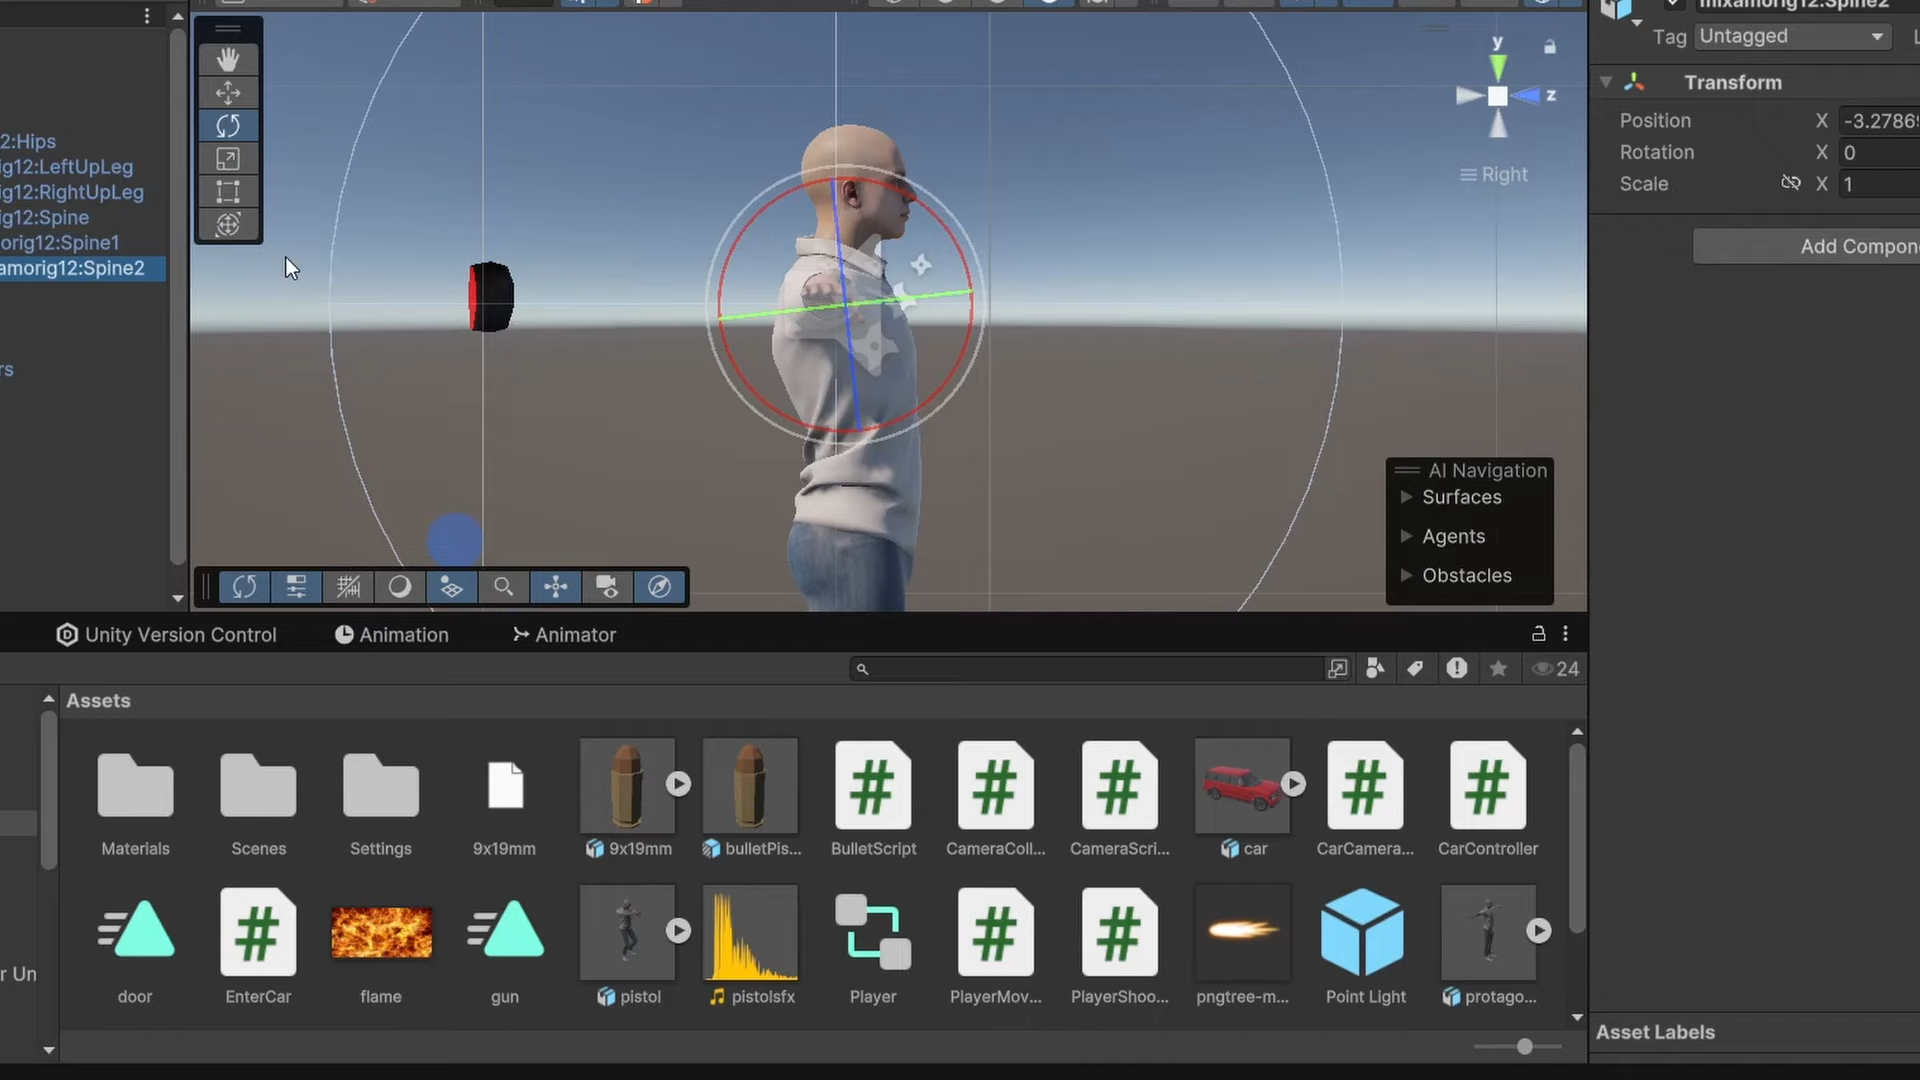 2:Hips
ig12:LeftUpLeg
ig12:RightUpLeg
ig12:Spine
orig12:Spine1
amorig12:Spine2
rs
y
z
Right
AI Navigation
Surfaces
Agents
Obstacles
mixamorig12:Spine2
Tag Untagged
Transform
Position X -3.2786
Rotation X 0
Scale X 1
Add Compone
Unity Version Control Animation Animator
24
Assets
Materials Scenes Settings 9x19mm 9x19mm bulletPis... BulletScript CameraColl... CameraScri... car CarCamera... CarController
r Un
door EnterCar flame gun pistol pistolsfx Player PlayerMov... PlayerShoo... pngtree-m... Point Light protago...
Asset Labels